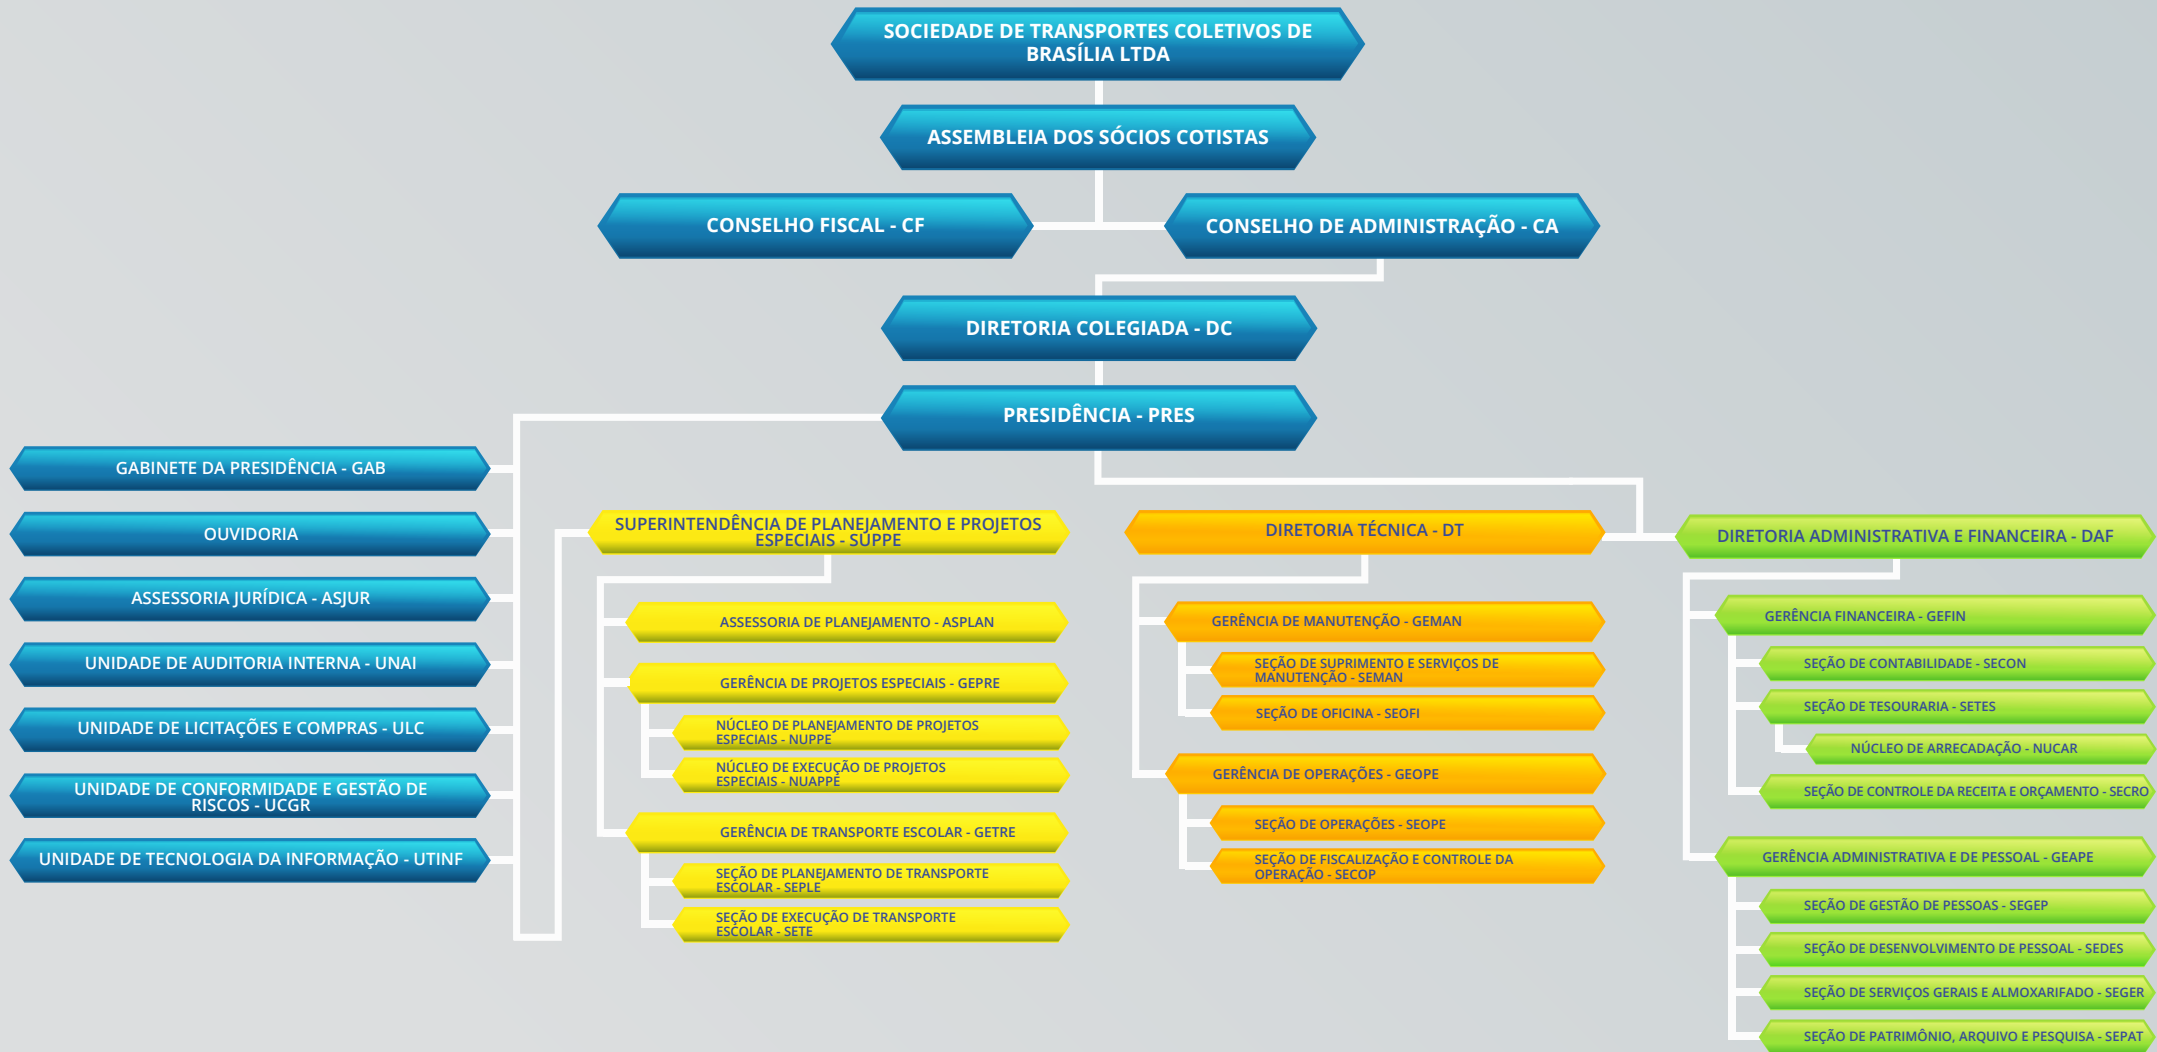 SOCIEDADE DE TRANSPORTES COLETIVOS DE
BRASÍLIA LTDA
ASSEMBLEIA DOS SÓCIOS COTISTAS
CONSELHO FISCAL - CF
CONSELHO DE ADMINISTRAÇÃO - CA
DIRETORIA COLEGIADA - DC
PRESIDÊNCIA - PRES
GABINETE DA PRESIDÊNCIA - GAB
OUVIDORIA
ASSESSORIA JURÍDICA - ASJUR
UNIDADE DE AUDITORIA INTERNA - UNAI
UNIDADE DE LICITAÇÕES E COMPRAS - ULC
UNIDADE DE CONFORMIDADE E GESTÃO DE
RISCOS - UCGR
UNIDADE DE TECNOLOGIA DA INFORMAÇÃO - UTINF
SUPERINTENDÊNCIA DE PLANEJAMENTO E PROJETOS
ESPECIAIS - SUPPE
ASSESSORIA DE PLANEJAMENTO - ASPLAN
GERÊNCIA DE PROJETOS ESPECIAIS - GEPRE
NÚCLEO DE PLANEJAMENTO DE PROJETOS
ESPECIAIS - NUPPE
NÚCLEO DE EXECUÇÃO DE PROJETOS
ESPECIAIS - NUAPPE
GERÊNCIA DE TRANSPORTE ESCOLAR - GETRE
SEÇÃO DE PLANEJAMENTO DE TRANSPORTE
ESCOLAR - SEPLE
SEÇÃO DE EXECUÇÃO DE TRANSPORTE
ESCOLAR - SETE
DIRETORIA TÉCNICA - DT
GERÊNCIA DE MANUTENÇÃO - GEMAN
SEÇÃO DE SUPRIMENTO E SERVIÇOS DE
MANUTENÇÃO - SEMAN
SEÇÃO DE OFICINA - SEOFI
GERÊNCIA DE OPERAÇÕES - GEOPE
SEÇÃO DE OPERAÇÕES - SEOPE
SEÇÃO DE FISCALIZAÇÃO E CONTROLE DA
OPERAÇÃO - SECOP
DIRETORIA ADMINISTRATIVA E FINANCEIRA - DAF
GERÊNCIA FINANCEIRA - GEFIN
SEÇÃO DE CONTABILIDADE - SECON
SEÇÃO DE TESOURARIA - SETES
NÚCLEO DE ARRECADAÇÃO - NUCAR
SEÇÃO DE CONTROLE DA RECEITA E ORÇAMENTO - SECRO
GERÊNCIA ADMINISTRATIVA E DE PESSOAL - GEAPE
SEÇÃO DE GESTÃO DE PESSOAS - SEGEP
SEÇÃO DE DESENVOLVIMENTO DE PESSOAL - SEDES
SEÇÃO DE SERVIÇOS GERAIS E ALMOXARIFADO - SEGER
SEÇÃO DE PATRIMÔNIO, ARQUIVO E PESQUISA - SEPAT